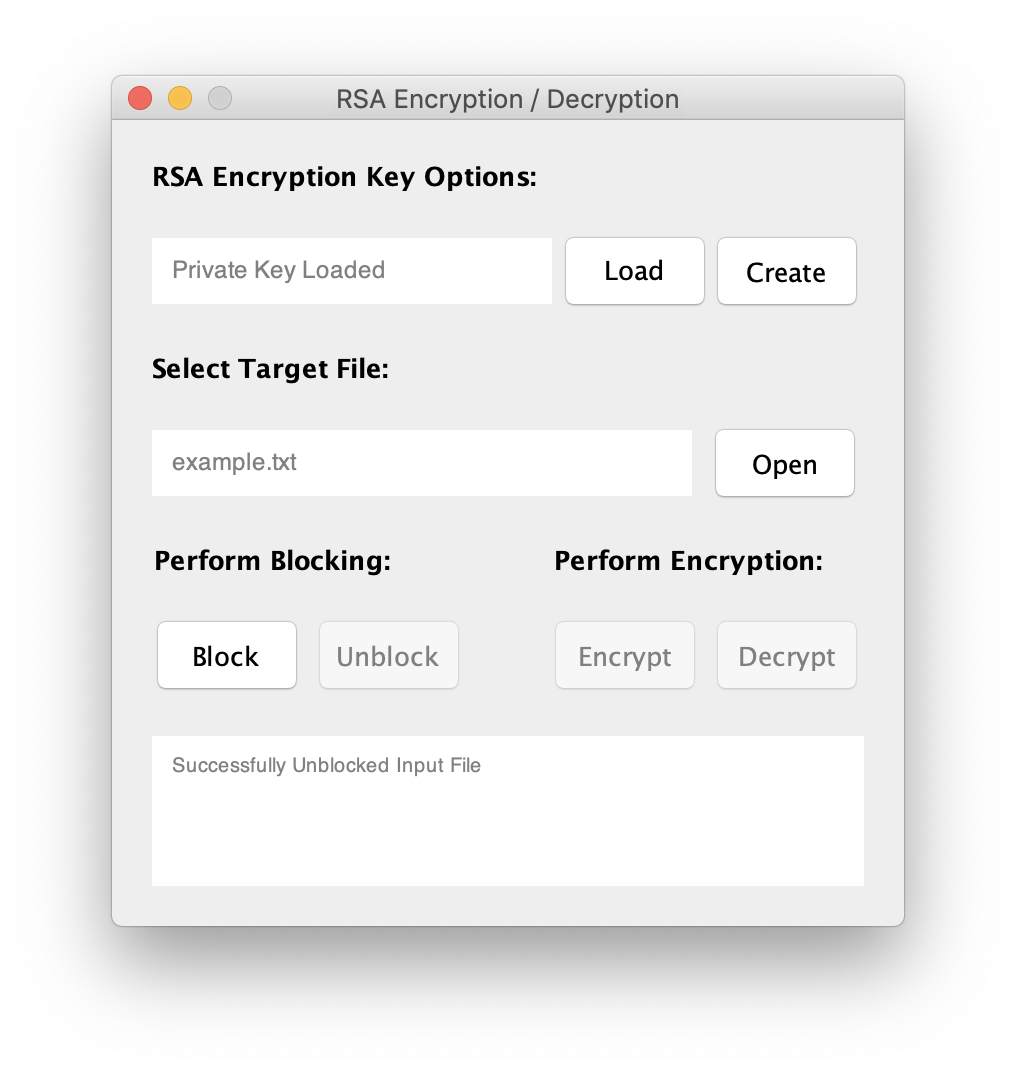 RSA Encryption / Decryption
RSA Encryption Key Options:
Private Key Loaded
Load
Create
Select Target File:
example.txt
Open
Perform Blocking:
Perform Encryption:
Block
Unblock
Encrypt
Decrypt
Successfully Unblocked Input File